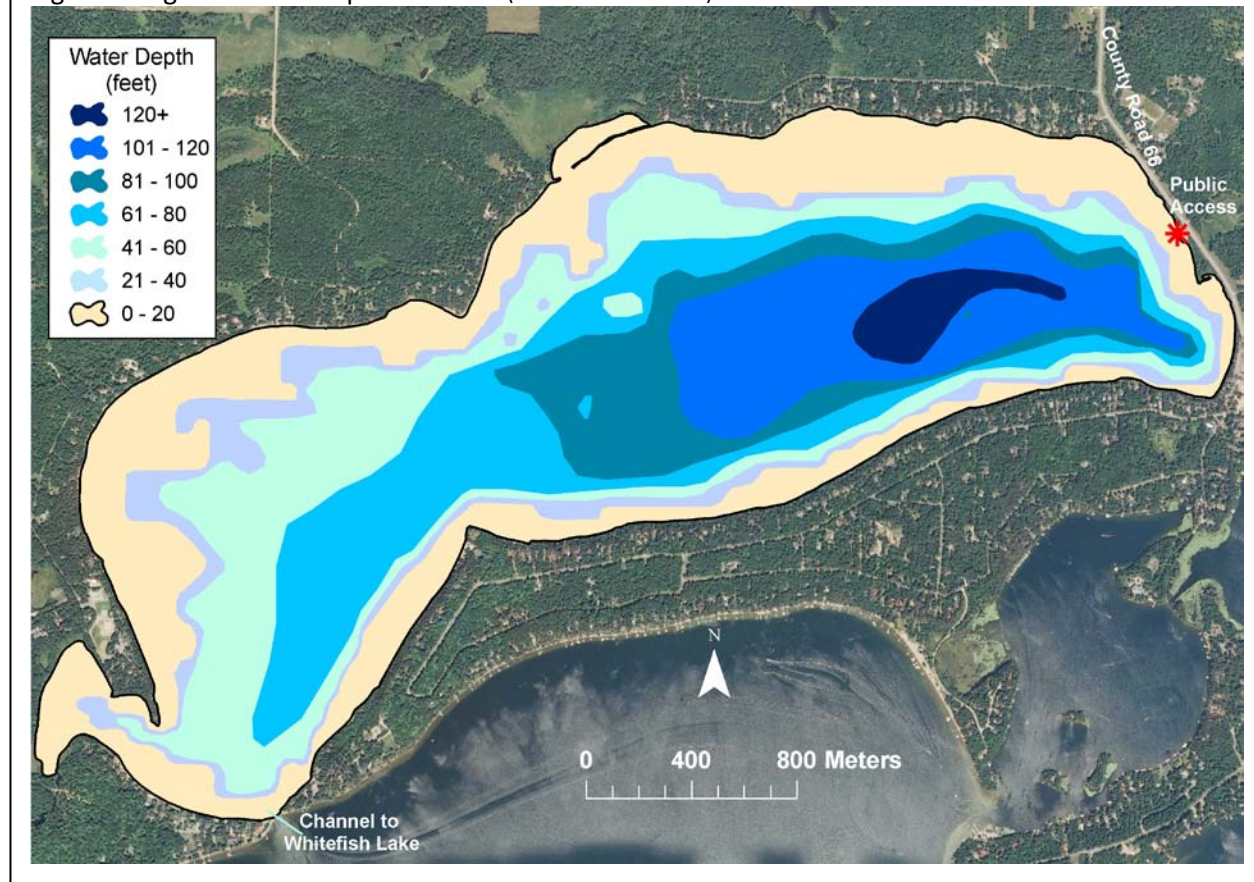 Water Depth
(feet)
120+
101 - 120
81 - 100
61 - 80
41 - 60
21 - 40
0 - 20
County Road 66
Public
Access
N
0 400 800 Meters
Channel to
Whitefish Lake